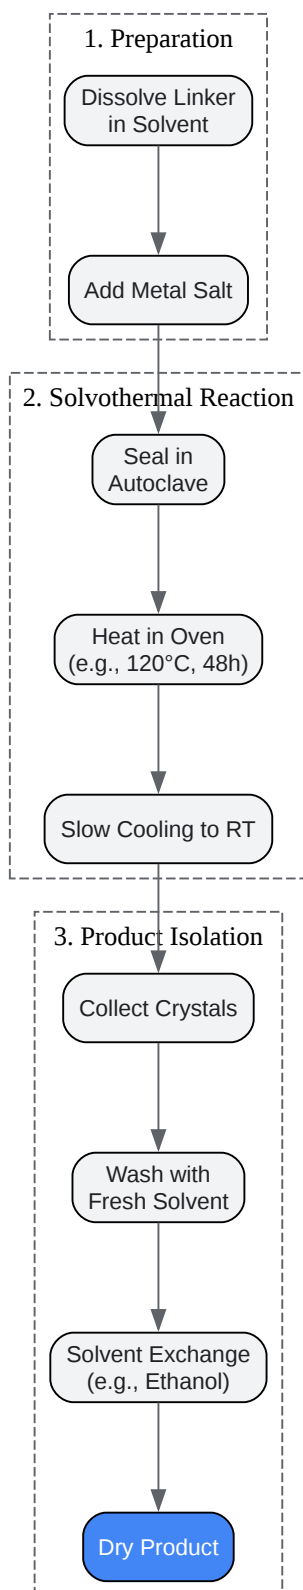 1. Preparation
Dissolve Linker
in Solvent
Add Metal Salt
2. Solvothermal Reaction
Seal in
Autoclave
Heat in Oven
(e.g., 120°C, 48h)
Slow Cooling to RT
3. Product Isolation
Collect Crystals
Wash with
Fresh Solvent
Solvent Exchange
(e.g., Ethanol)
Dry Product